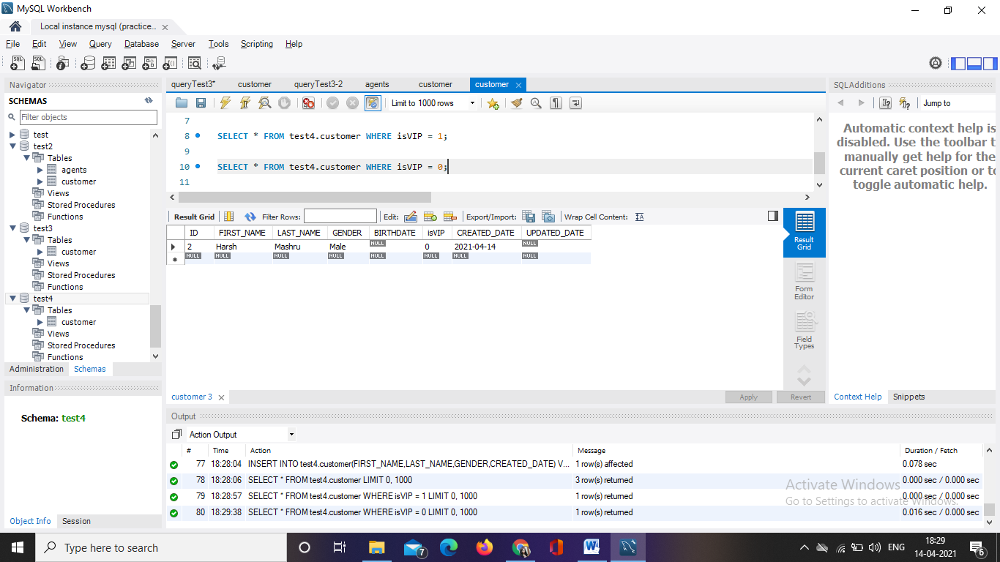 MySQL Workbench
Local instance mysql (practice...
File Edit View Query Database Server Tools Scripting Help
Navigator
SCHEMAS
Filter objects
test
test2
Tables
agents
customer
Views
Stored Procedures
Functions
test3
Tables
customer
Views
Stored Procedures
Functions
test4
Tables
customer
Views
Stored Procedures
Functions
Administration Schemas
Information
Schema: test4
Object Info Session
queryTest3* customer queryTest3-2 agents customer customer
Limit to 1000 rows
7
8 SELECT * FROM test4.customer WHERE isVIP = 1;
9
10 SELECT * FROM test4.customer WHERE isVIP = 0;
11
Result Grid Filter Rows: Edit: Export/Import: Wrap Cell Content:
ID FIRST_NAME LAST_NAME GENDER BIRTHDATE isVIP CREATED_DATE UPDATED_DATE
2 Harsh Mashru Male NULL 0 2021-04-14 NULL
NULL NULL NULL NULL NULL NULL NULL NULL
Result
Grid
Form
Editor
Field
Types
customer 3 Apply Revert
SQLAdditions
Jump to
Automatic context help is
disabled. Use the toolbar t
manually get help for the
current caret position or to
toggle automatic help.
Context Help Snippets
Output
Action Output
# Time Action Message Duration / Fetch
77 18:28:04 INSERT INTO test4.customer(FIRST_NAME,LAST_NAME,GENDER,CREATED_DATE) V... 1 row(s) affected 0.078 sec
78 18:28:06 SELECT * FROM test4.customer LIMIT 0, 1000 3 row(s) returned 0.000 sec / 0.000 sec
79 18:28:57 SELECT * FROM test4.customer WHERE isVIP = 1 LIMIT 0, 1000 1 row(s) returned 0.000 sec / 0.000 sec
80 18:29:38 SELECT * FROM test4.customer WHERE isVIP = 0 LIMIT 0, 1000 1 row(s) returned 0.016 sec / 0.000 sec
Activate Windows
Go to Settings to activate Windows.
Type here to search
7
ENG
18:29
14-04-2021
6